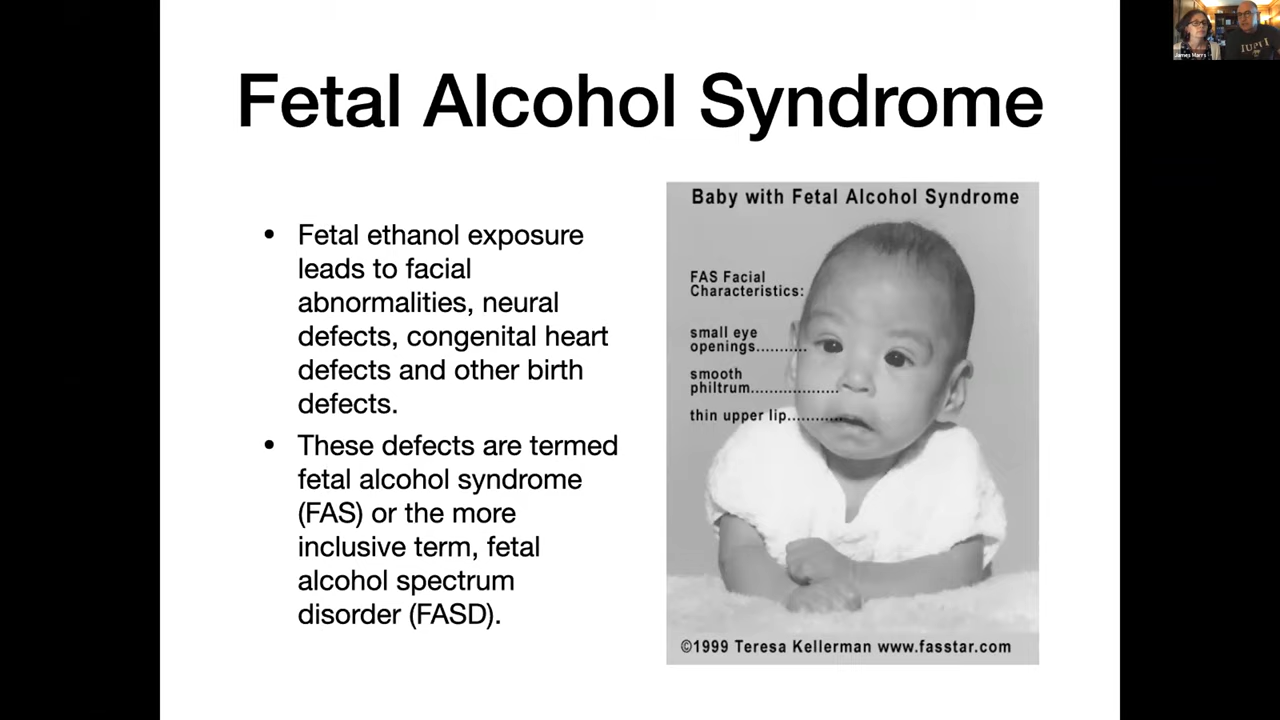 Fetal Alcohol Syndrome
• Fetal ethanol exposure
leads to facial
abnormalities, neural
defects, congenital heart
defects and other birth
defects.
• These defects are termed
fetal alcohol syndrome
(FAS) or the more
inclusive term, fetal
alcohol spectrum
disorder (FASD).
Baby with Fetal Alcohol Syndrome
FAS Facial
Characteristics:
small eye
openings...........
smooth
philtrum...................
thin upper lip............
©1999 Teresa Kellerman www.fasstar.com
James Marrs
IUPUI